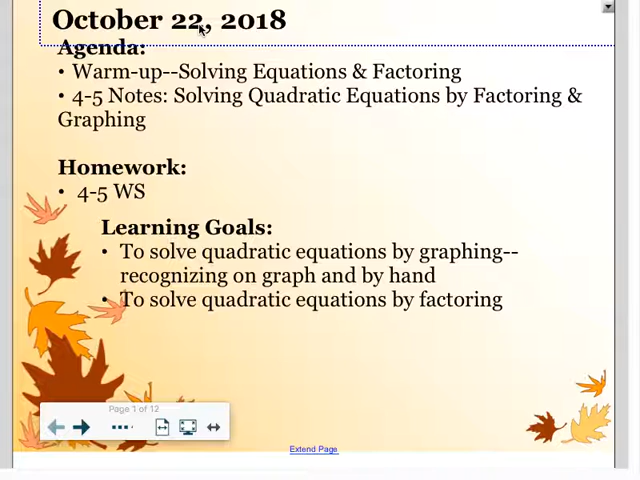 October 22, 2018
Agenda:
• Warm-up--Solving Equations & Factoring
• 4-5 Notes: Solving Quadratic Equations by Factoring &
Graphing
Homework:
• 4-5 WS
Learning Goals:
• To solve quadratic equations by graphing--
recognizing on graph and by hand
• To solve quadratic equations by factoring
Page 1 of 12
Extend Page